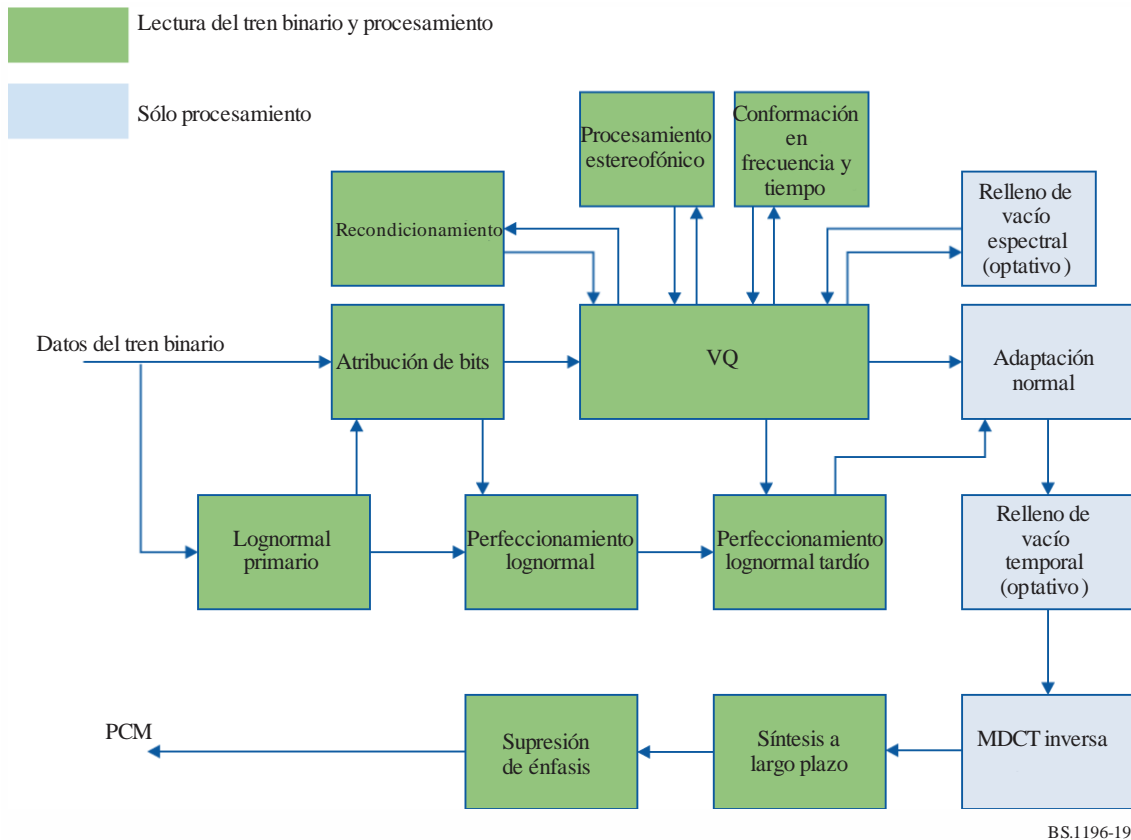 Lectura del tren binario y procesamiento
Sólo procesamiento
Procesamiento
estereofónico
Conformación
en
frecuencia y
tiempo
Relleno de
vacío
espectral
(optativo )
Recondicionamiento
Datos del tren binario
Atribución de bits
VQ
Adaptación
normal
Lognormal
primario
Perfeccionamiento
lognormal
Perfeccionamiento
lognormal tardío
Relleno de
vacío
temporal
(optativo )
PCM
Supresión
de énfasis
Síntesis a
largo plazo
MDCT inversa
BS.1196-19